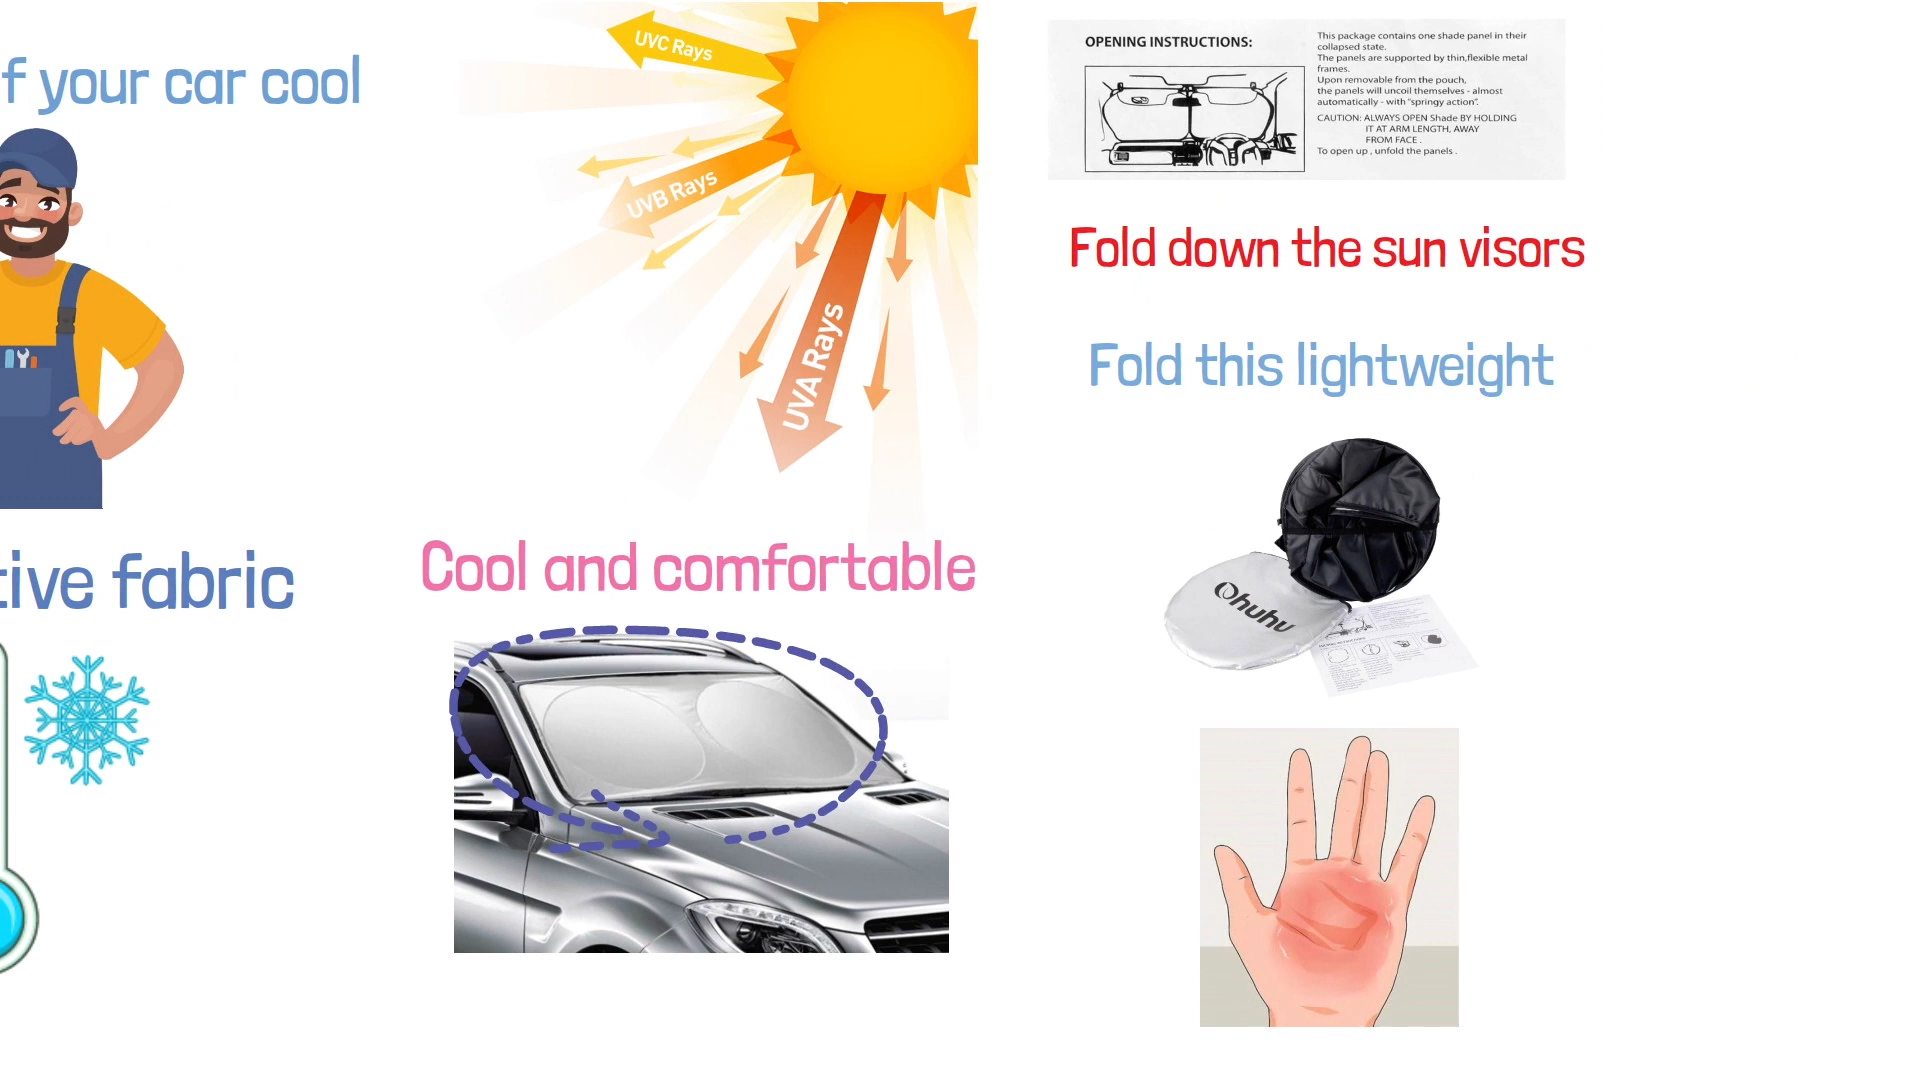 f your car cool
tive fabric
UVC Rays
UVB Rays
UVA Rays
Cool and comfortable
OPENING INSTRUCTIONS:
This package contains one shade panel in their
collapsed state.
The panels are supported by thin,flexible metal
frames.
Upon removable from the pouch,
the panels will uncoil themselves - almost
automatically - with "springy action".
CAUTION: ALWAYS OPEN Shade BY HOLDING
IT AT ARM LENGTH, AWAY
FROM FACE .
To open up , unfold the panels .
Fold down the sun visors
Fold this lightweight
Ohuhu